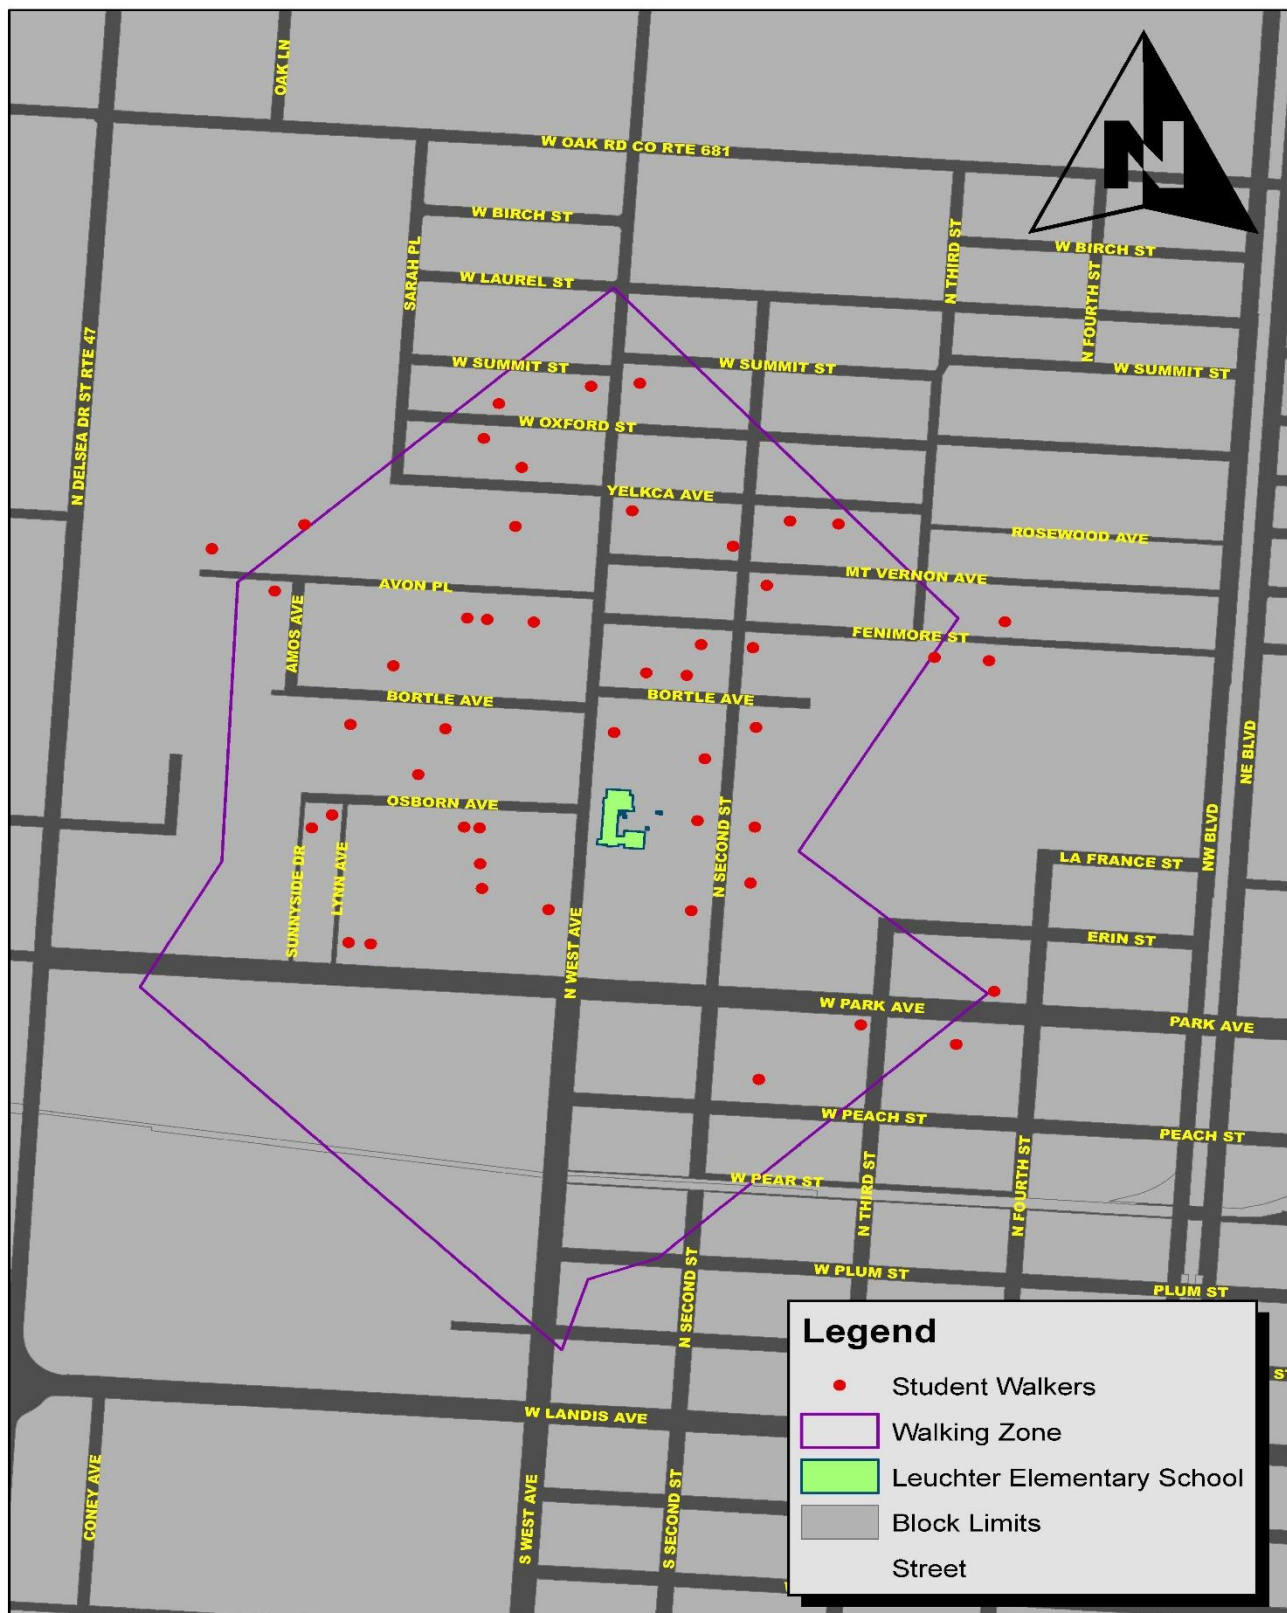 OAK LN
W OAK RD CO RTE 681
N
W BIRCH ST
W BIRCH ST
N THIRD ST
SARAH PL
W LAUREL ST
N FOURTH ST
N DELSEA DR ST RTE 47
W SUMMIT ST
W SUMMIT ST
W SUMMIT ST
W OXFORD ST
YELKCA AVE
ROSEWOOD AVE
AVON PL
MT VERNON AVE
AMOS AVE
FENIMORE ST
BORTLE AVE
BORTLE AVE
NE BLVD
OSBORN AVE
N SECOND ST
NW BLVD
LA FRANCE ST
SUNNYSIDE DR
LYNN AVE
N WEST AVE
ERIN ST
W PARK AVE
PARK AVE
W PEACH ST
PEACH ST
W PEAR ST
N THIRD ST
N FOURTH ST
W PLUM ST
PLUM ST
N SECOND ST
W LANDIS AVE
CONEY AVE
S WEST AVE
S SECOND ST
Legend
Student Walkers
Walking Zone
Leuchter Elementary School
Block Limits
Street